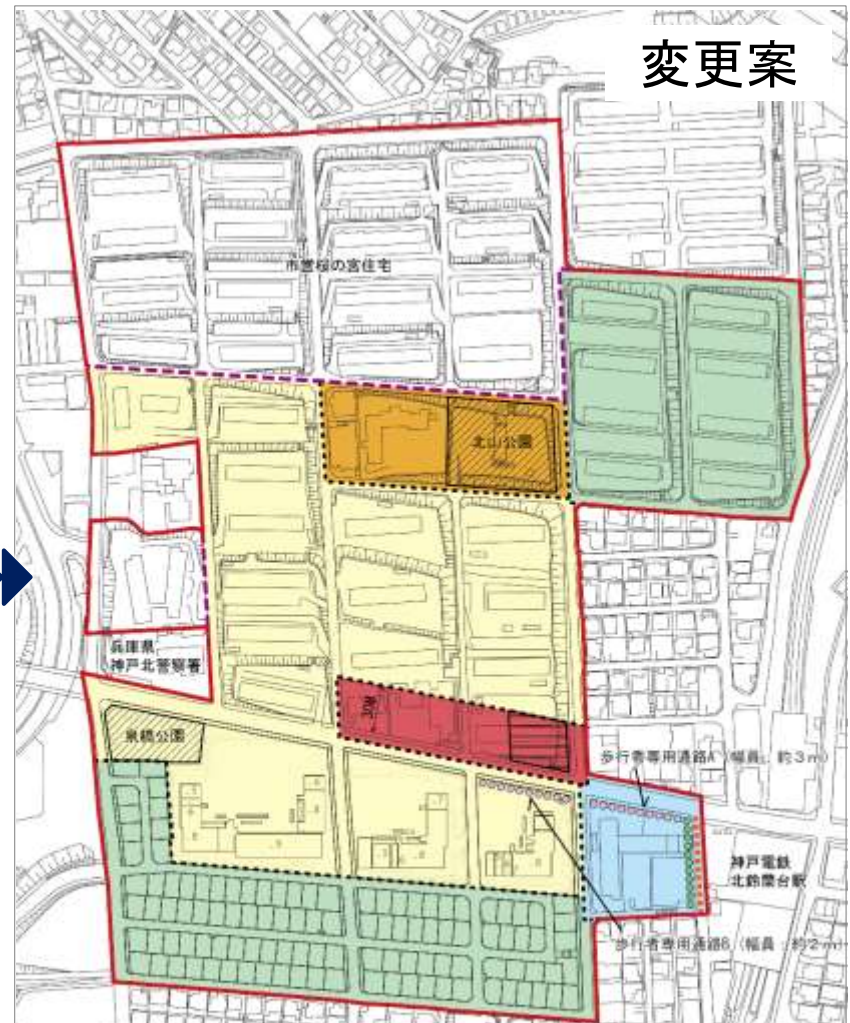 変更案
市営桜の宮住宅
北山公園
兵庫県
神戸北警察署
泉橋公園
歩行者専用通路A（幅員：約3m）
神戸電鉄
北鈴蘭台駅
歩行者専用通路B（幅員：約2m）